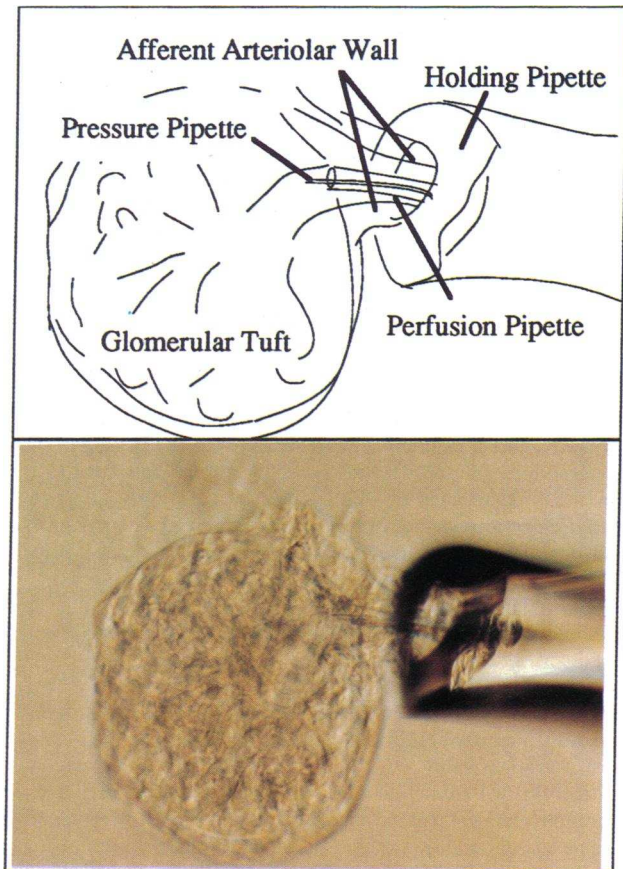 Afferent Arteriolar Wall
Holding Pipette
Pressure Pipette
Perfusion Pipette
Glomerular Tuft